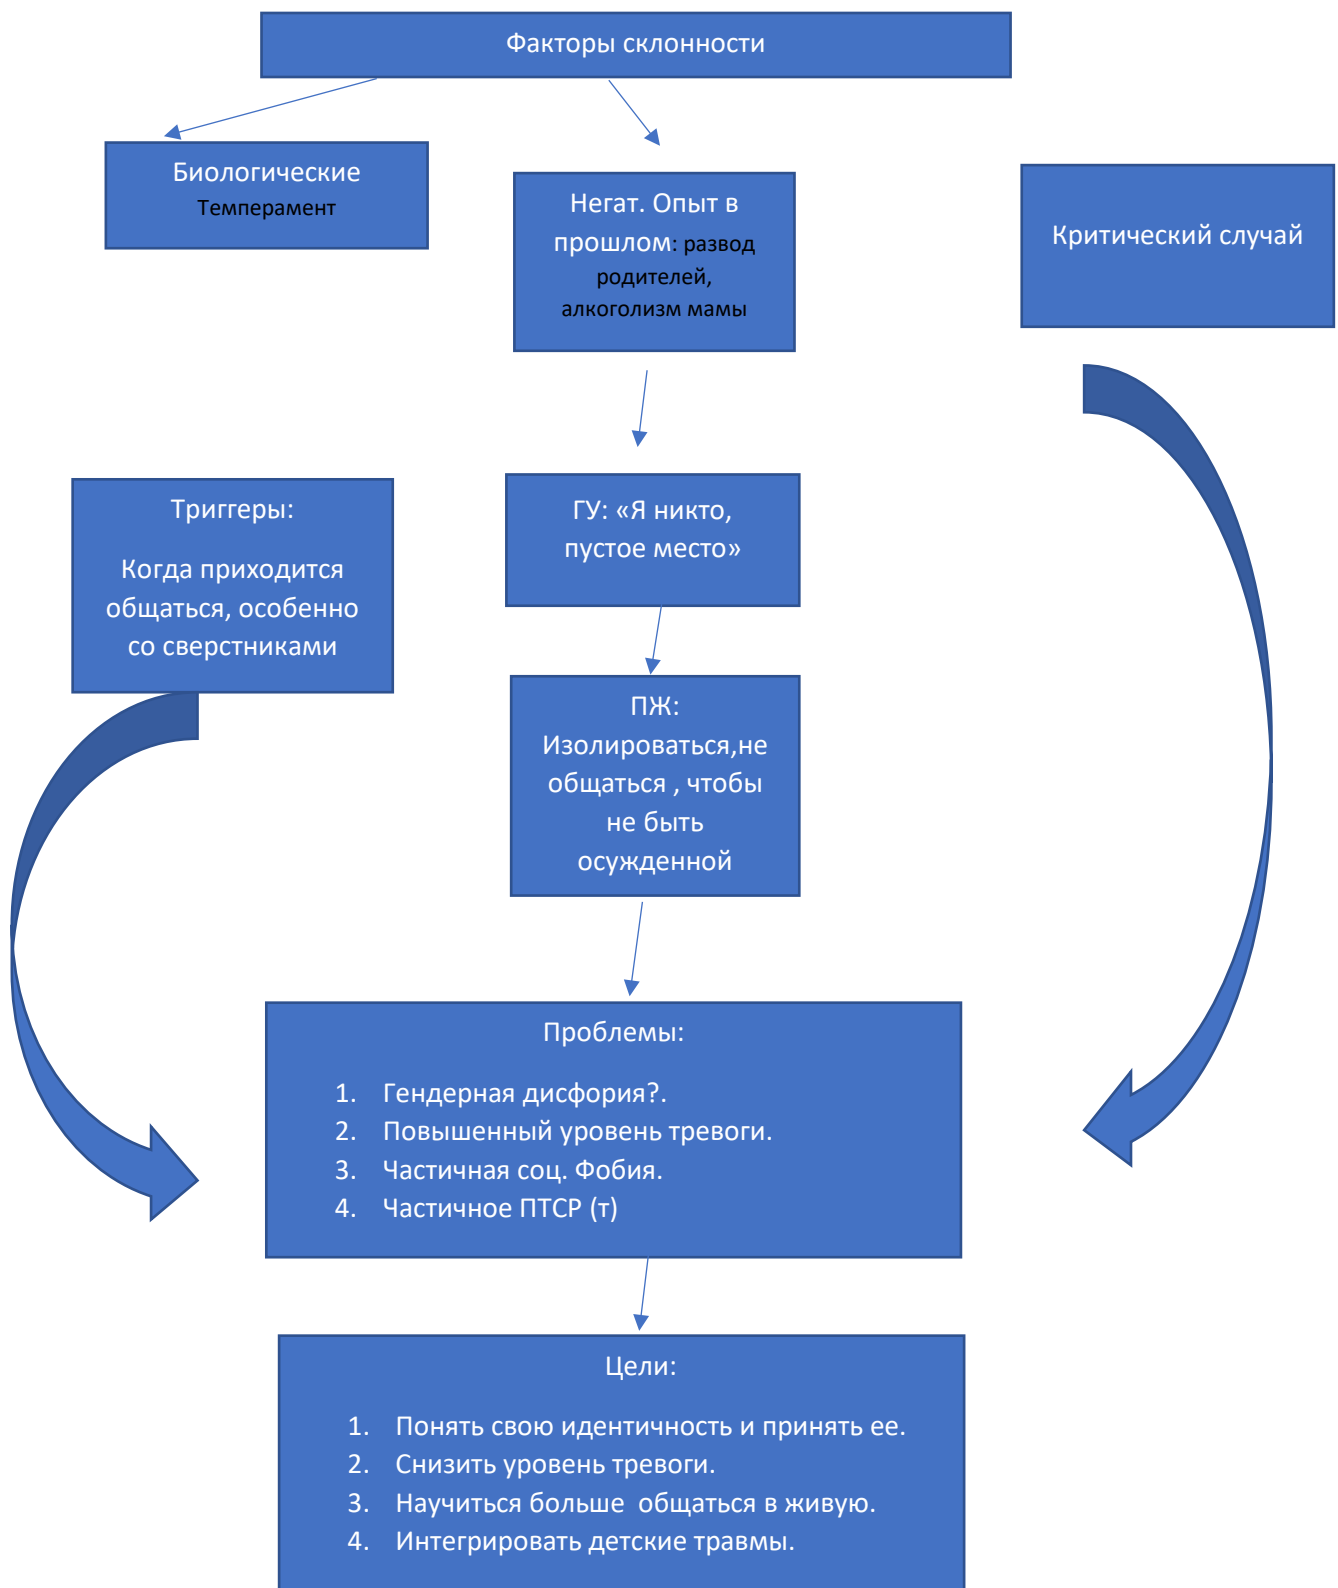 Факторы склонности
Биологические
Темперамент
Негат. Опыт в
прошлом: развод
родителей,
алкоголизм мамы
Критический случай
Триггеры:
Когда приходится
общаться, особенно
со сверстниками
ГУ: «Я никто,
пустое место»
ПЖ:
Изолироваться,не
общаться , чтобы
не быть
осужденной
Проблемы:
1. Гендерная дисфория?.
2. Повышенный уровень тревоги.
3. Частичная соц. Фобия.
4. Частичное ПТСР (т)
Цели:
1. Понять свою идентичность и принять ее.
2. Снизить уровень тревоги.
3. Научиться больше  общаться в живую.
4. Интегрировать детские травмы.